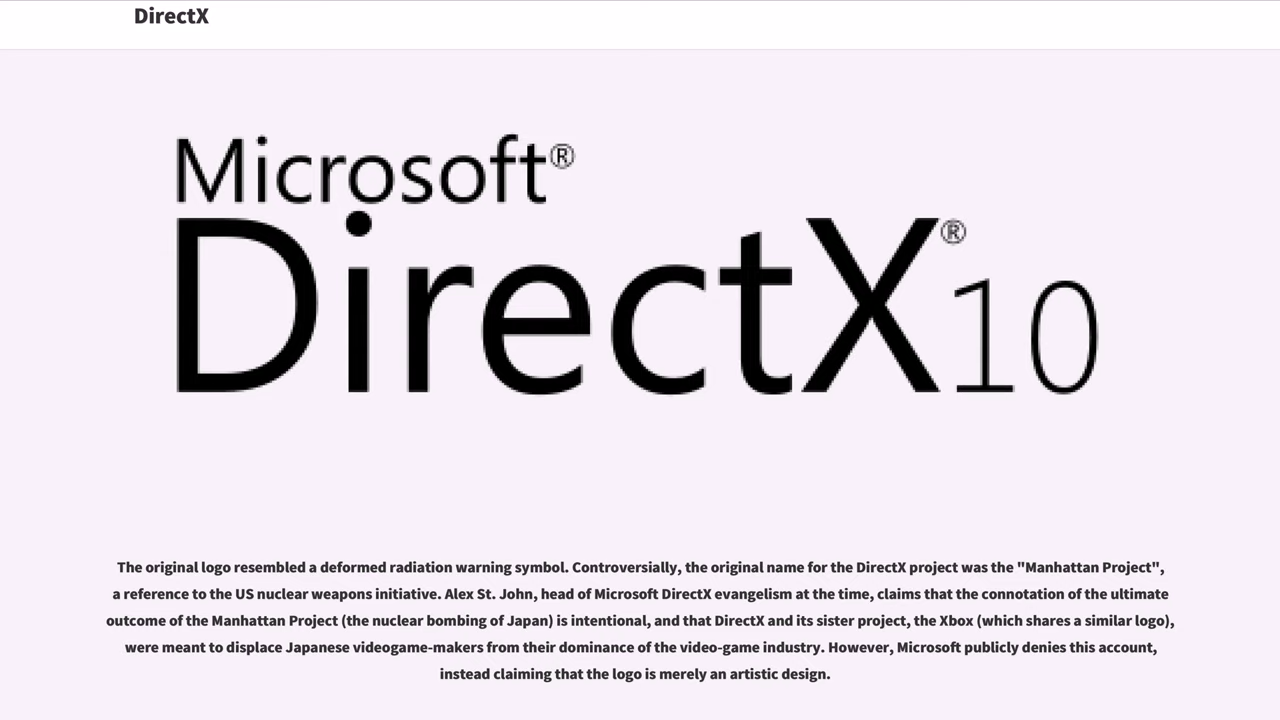 DirectX
Microsoft®
DirectX®10
The original logo resembled a deformed radiation warning symbol. Controversially, the original name for the DirectX project was the "Manhattan Project",
a reference to the US nuclear weapons initiative. Alex St. John, head of Microsoft DirectX evangelism at the time, claims that the connotation of the ultimate
outcome of the Manhattan Project (the nuclear bombing of Japan) is intentional, and that DirectX and its sister project, the Xbox (which shares a similar logo),
were meant to displace Japanese videogame-makers from their dominance of the video-game industry. However, Microsoft publicly denies this account,
instead claiming that the logo is merely an artistic design.